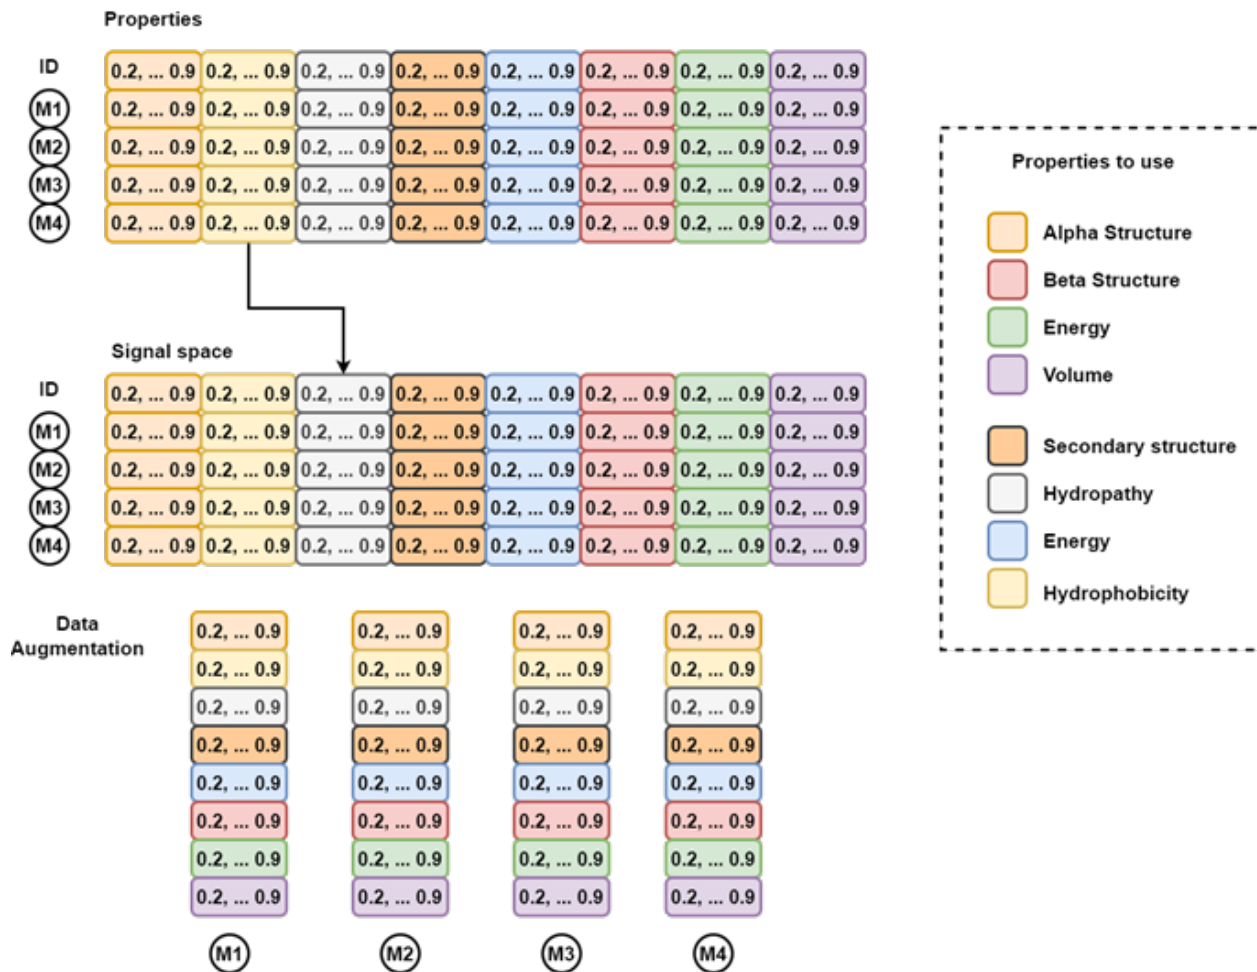 Properties
ID 0.2, ... 0.9 0.2, ... 0.9 0.2, ... 0.9 0.2, ... 0.9 0.2, ... 0.9 0.2, ... 0.9 0.2, ... 0.9 0.2, ... 0.9
M1 0.2, ... 0.9 0.2, ... 0.9 0.2, ... 0.9 0.2, ... 0.9 0.2, ... 0.9 0.2, ... 0.9 0.2, ... 0.9 0.2, ... 0.9
M2 0.2, ... 0.9 0.2, ... 0.9 0.2, ... 0.9 0.2, ... 0.9 0.2, ... 0.9 0.2, ... 0.9 0.2, ... 0.9 0.2, ... 0.9
M3 0.2, ... 0.9 0.2, ... 0.9 0.2, ... 0.9 0.2, ... 0.9 0.2, ... 0.9 0.2, ... 0.9 0.2, ... 0.9 0.2, ... 0.9
M4 0.2, ... 0.9 0.2, ... 0.9 0.2, ... 0.9 0.2, ... 0.9 0.2, ... 0.9 0.2, ... 0.9 0.2, ... 0.9 0.2, ... 0.9
Signal space
ID 0.2, ... 0.9 0.2, ... 0.9 0.2, ... 0.9 0.2, ... 0.9 0.2, ... 0.9 0.2, ... 0.9 0.2, ... 0.9 0.2, ... 0.9
M1 0.2, ... 0.9 0.2, ... 0.9 0.2, ... 0.9 0.2, ... 0.9 0.2, ... 0.9 0.2, ... 0.9 0.2, ... 0.9 0.2, ... 0.9
M2 0.2, ... 0.9 0.2, ... 0.9 0.2, ... 0.9 0.2, ... 0.9 0.2, ... 0.9 0.2, ... 0.9 0.2, ... 0.9 0.2, ... 0.9
M3 0.2, ... 0.9 0.2, ... 0.9 0.2, ... 0.9 0.2, ... 0.9 0.2, ... 0.9 0.2, ... 0.9 0.2, ... 0.9 0.2, ... 0.9
M4 0.2, ... 0.9 0.2, ... 0.9 0.2, ... 0.9 0.2, ... 0.9 0.2, ... 0.9 0.2, ... 0.9 0.2, ... 0.9 0.2, ... 0.9
Data
Augmentation
0.2, ... 0.9 0.2, ... 0.9 0.2, ... 0.9 0.2, ... 0.9
0.2, ... 0.9 0.2, ... 0.9 0.2, ... 0.9 0.2, ... 0.9
0.2, ... 0.9 0.2, ... 0.9 0.2, ... 0.9 0.2, ... 0.9
0.2, ... 0.9 0.2, ... 0.9 0.2, ... 0.9 0.2, ... 0.9
0.2, ... 0.9 0.2, ... 0.9 0.2, ... 0.9 0.2, ... 0.9
0.2, ... 0.9 0.2, ... 0.9 0.2, ... 0.9 0.2, ... 0.9
0.2, ... 0.9 0.2, ... 0.9 0.2, ... 0.9 0.2, ... 0.9
0.2, ... 0.9 0.2, ... 0.9 0.2, ... 0.9 0.2, ... 0.9
M1 M2 M3 M4
Properties to use
Alpha Structure
Beta Structure
Energy
Volume
Secondary structure
Hydropathy
Energy
Hydrophobicity